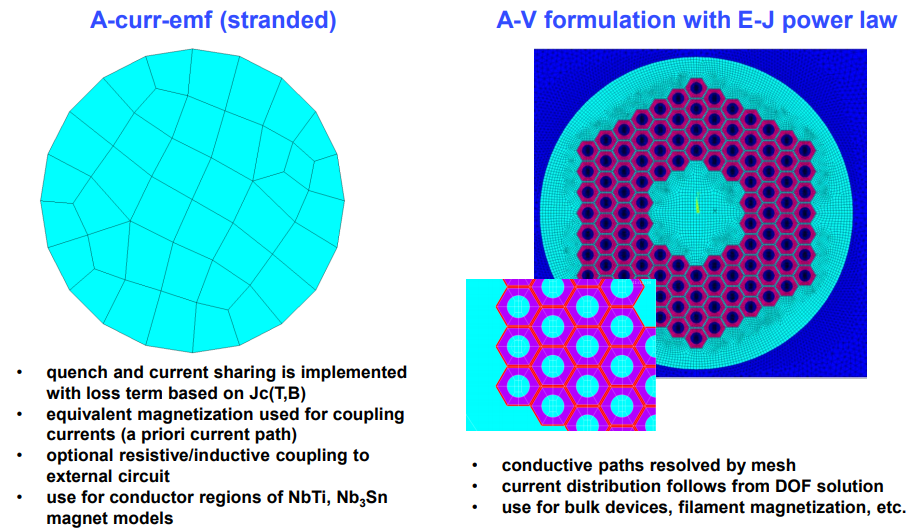 A-curr-emf (stranded)
• quench and current sharing is implemented
with loss term based on Jc(T,B)
• equivalent magnetization used for coupling
currents (a priori current path)
• optional resistive/inductive coupling to
external circuit
• use for conductor regions of NbTi, Nb₃Sn
magnet models
A-V formulation with E-J power law
• conductive paths resolved by mesh
• current distribution follows from DOF solution
• use for bulk devices, filament magnetization, etc.